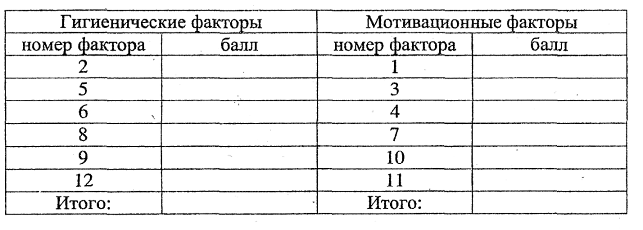 Гигиенические факторы Мотивационные факторы
номер фактора балл номер фактора балл
2 1
5 3
6 4
8 7
9 10
12 11
Итого: Итого: